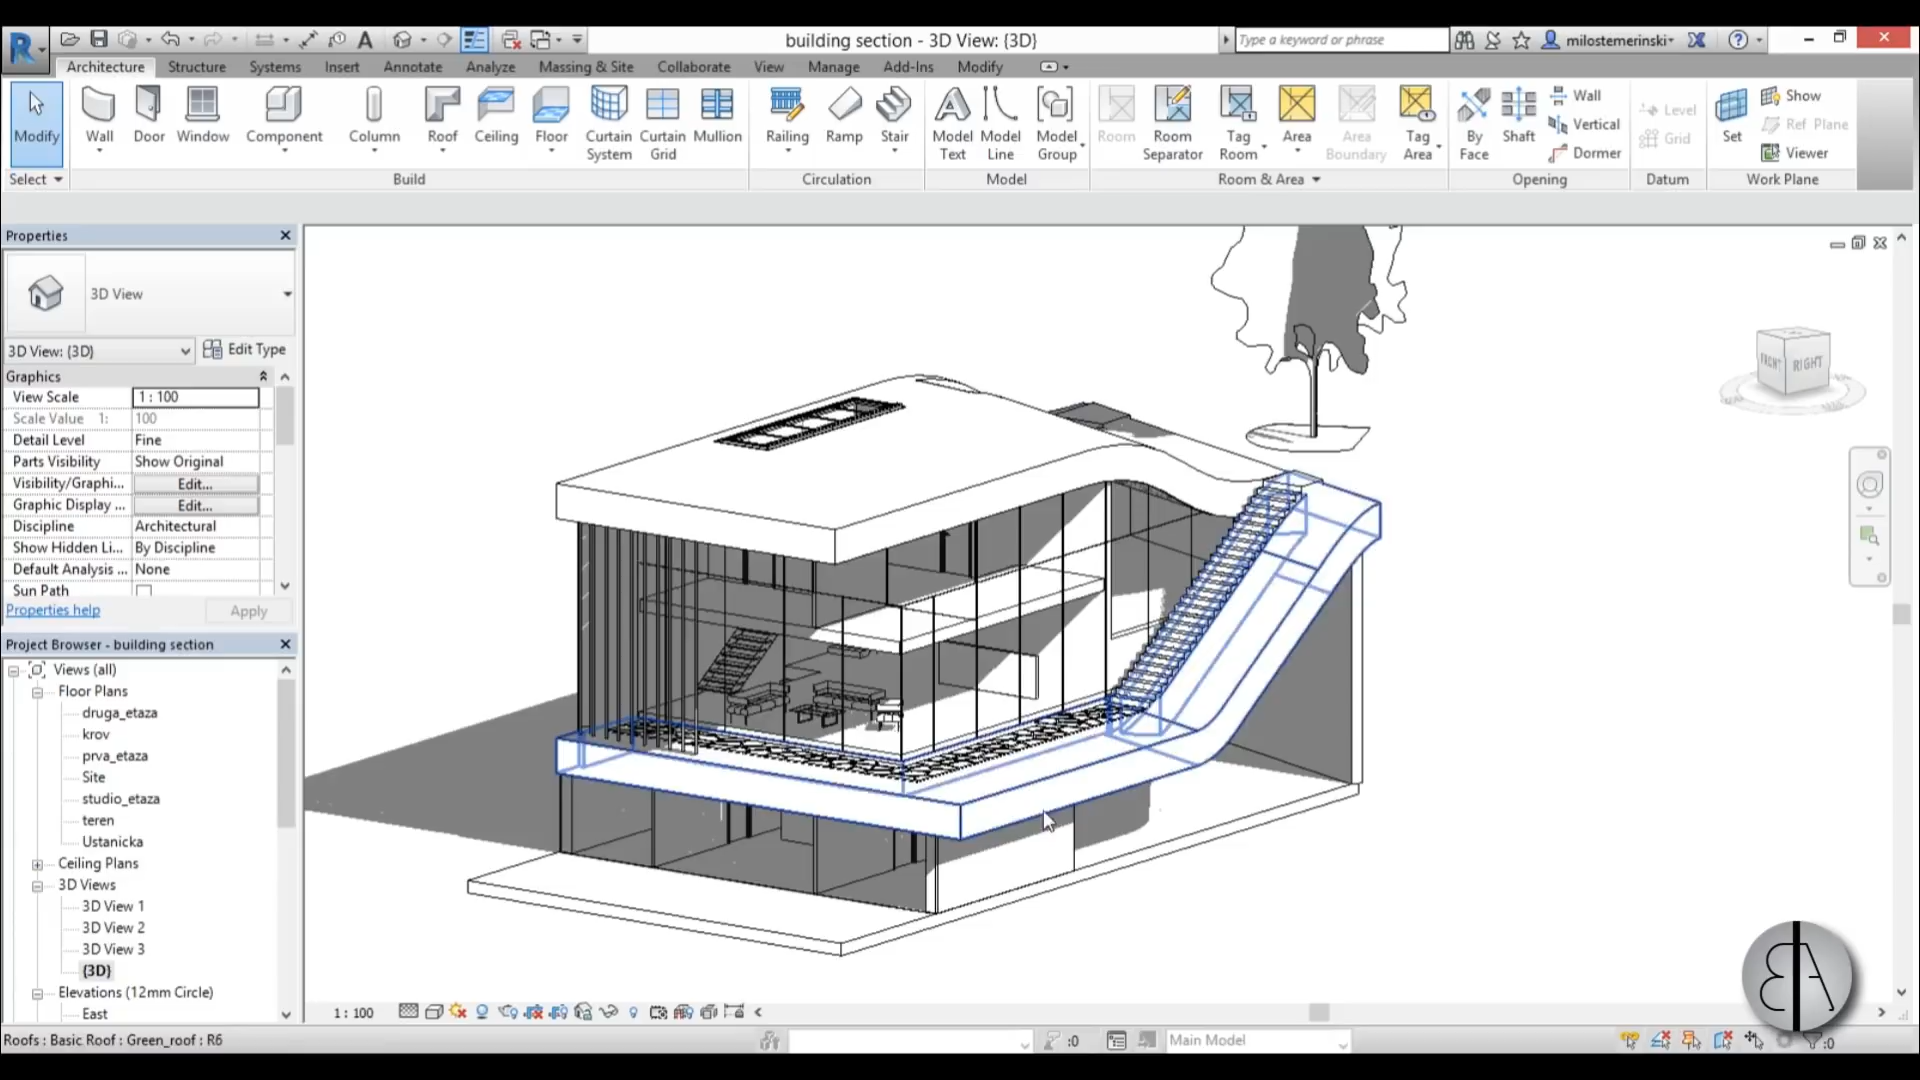 building section - 3D View: {3D}
Type a keyword or phrase
milostemerinski
Architecture Structure Systems Insert Annotate Analyze Massing & Site Collaborate View Manage Add-Ins Modify
Modify
Wall
Door
Window
Component
Column
Roof
Ceiling
Floor
Curtain System
Curtain Grid
Mullion
Railing
Ramp
Stair
Model Text
Model Line
Model Group
Room
Room Separator
Tag Room
Area
Area Boundary
Tag Area
By Face
Shaft
Wall
Vertical
Dormer
Level
Grid
Set
Show
Ref Plane
Viewer
Select
Build
Circulation
Model
Room & Area
Opening
Datum
Work Plane
Properties
3D View
3D View: {3D}
Edit Type
Graphics
View Scale 1 : 100
Scale Value 1: 100
Detail Level Fine
Parts Visibility Show Original
Visibility/Graphi... Edit...
Graphic Display ... Edit...
Discipline Architectural
Show Hidden Li... By Discipline
Default Analysis ... None
Sun Path
Properties help
Apply
Project Browser - building section
Views (all)
Floor Plans
druga_etaza
krov
prva_etaza
Site
studio_etaza
teren
Ustanicka
Ceiling Plans
3D Views
3D View 1
3D View 2
3D View 3
{3D}
Elevations (12mm Circle)
East
FRONT
RIGHT
1 : 100
Roofs : Basic Roof : Green_roof : R6
:0
Main Model
:0
BA